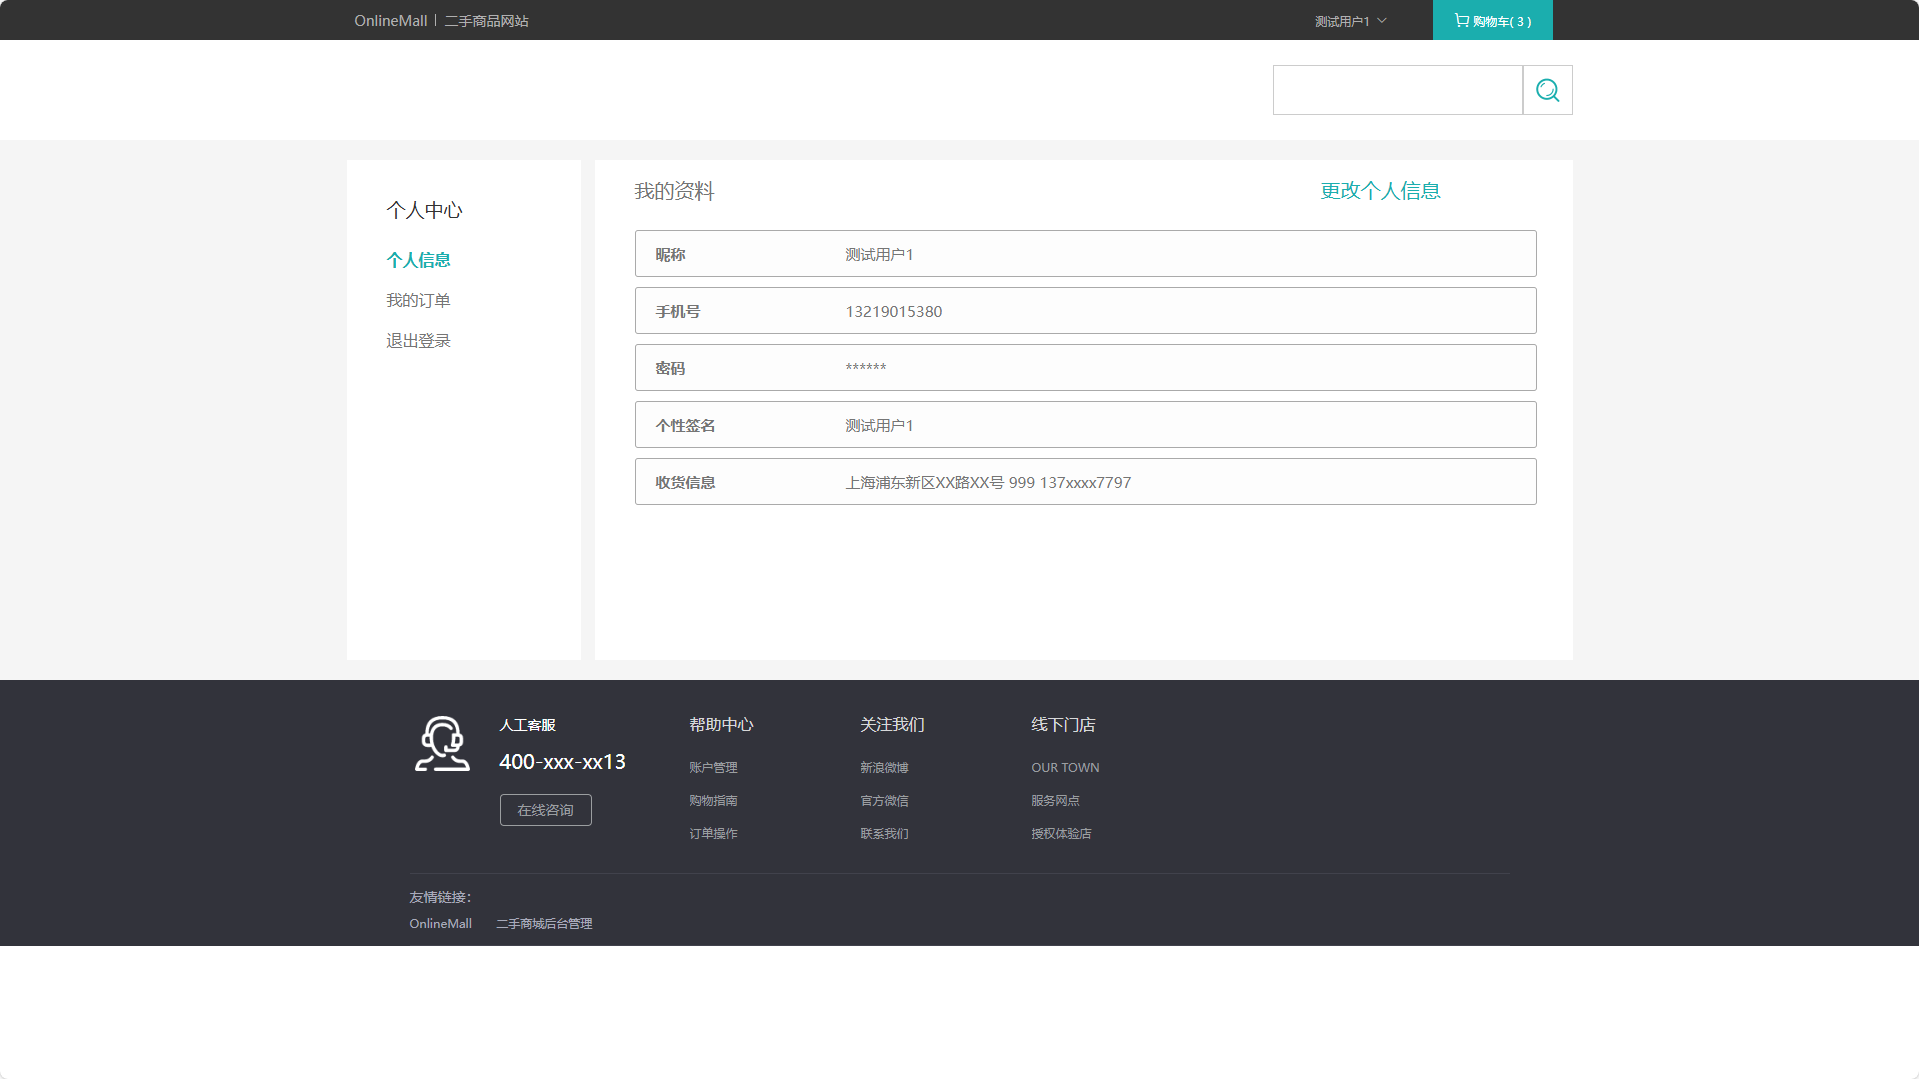 OnlineMall | 二手商品网站
测试用户1
购物车( 3 )
个人中心
个人信息
我的订单
退出登录
我的资料
更改个人信息
昵称 测试用户1
手机号 13219015380
密码 ******
个性签名 测试用户1
收货信息 上海浦东新区XX路XX号 999 137xxxx7797
人工客服
400-xxx-xx13
在线咨询
帮助中心
账户管理
购物指南
订单操作
关注我们
新浪微博
官方微信
联系我们
线下门店
OUR TOWN
服务网点
授权体验店
友情链接：
OnlineMall 二手商城后台管理